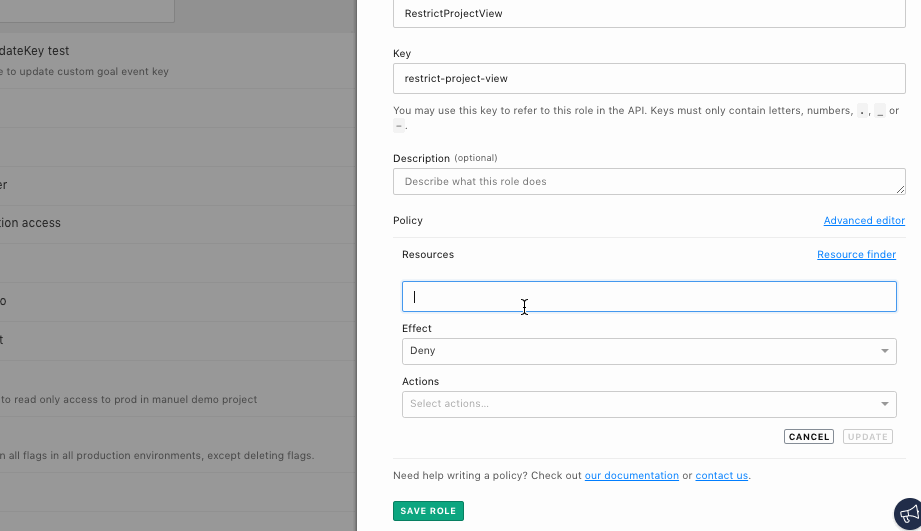 RestrictProjectView
dateKey test
Key
e to update custom goal event key
restrict-project-view
You may use this key to refer to this role in the API. Keys must only contain letters, numbers, ., _ or
-.
Description (optional)
er
Describe what this role does
tion access
Policy
Advanced editor
Resources
Resource finder
o
Effect
t
Deny
Actions
to read only access to prod in manuel demo project
Select actions...
CANCEL
UPDATE
n all flags in all production environments, except deleting flags.
Need help writing a policy? Check out our documentation or contact us.
SAVE ROLE